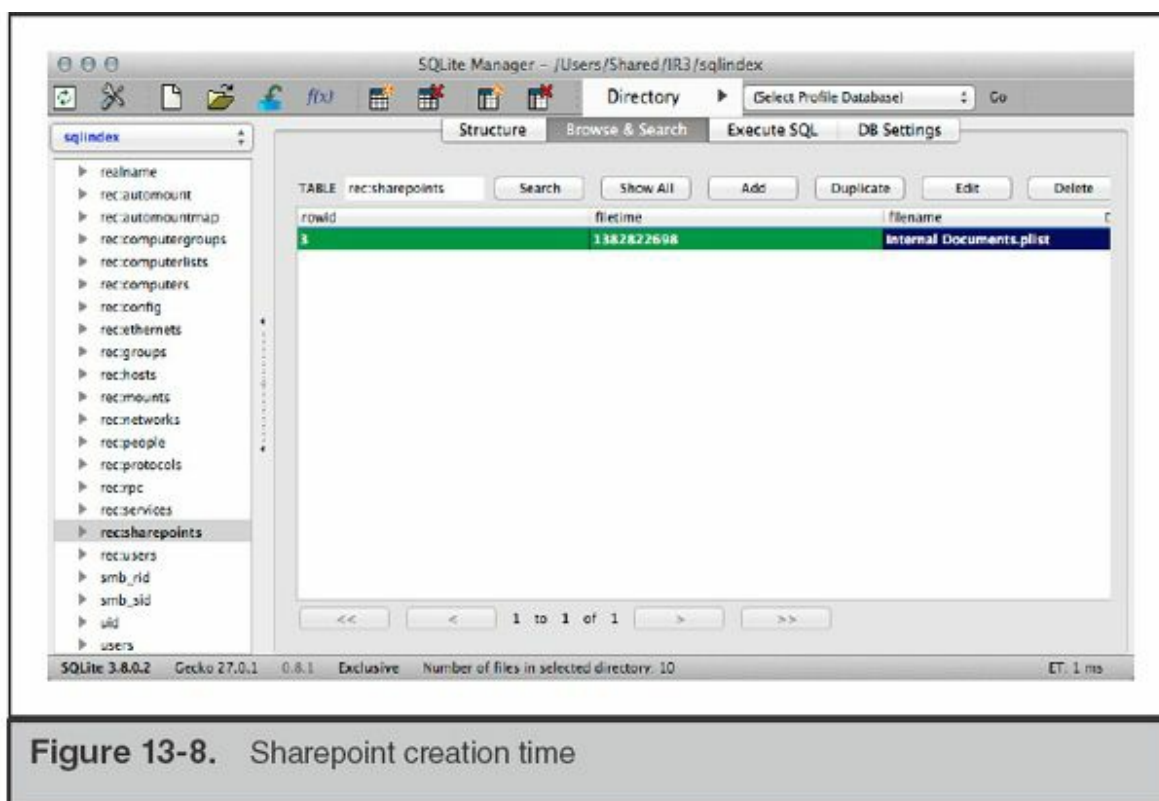 SQLite Manager – /Users/Shared/IR3/sqlindex
f(x) Directory (Select Profile Database) Go
sqlindex
Structure Browse & Search Execute SQL DB Settings
TABLE rec:sharepoints Search Show All Add Duplicate Edit Delete
rowid filetime filename
3 1382822698 Internal Documents.plist
realname
rec:automount
rec:automountmap
rec:computergroups
rec:computerlists
rec:computers
rec:config
rec:ethernets
rec:groups
rec:hosts
rec:mounts
rec:networks
rec:people
rec:protocols
rec:rpc
rec:services
rec:sharepoints
rec:users
smb_rid
smb_sid
uid
users
<< < 1 to 1 of 1 > >>
SQLite 3.8.0.2 Gecko 27.0.1 0.8.1 Exclusive Number of files in selected directory: 10 ET: 1 ms
Figure 13-8. Sharepoint creation time